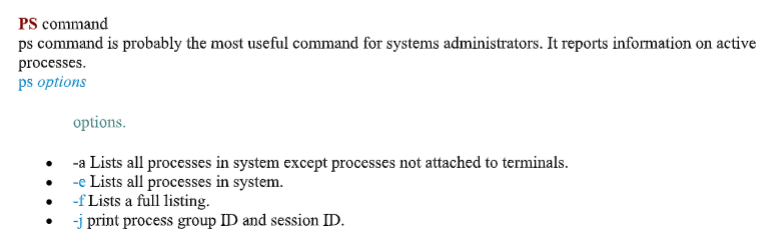 PS command
ps command is probably the most useful command for systems administrators. It reports information on active
processes.
ps options
options.
• -a Lists all processes in system except processes not attached to terminals.
• -e Lists all processes in system.
• -f Lists a full listing.
• -j print process group ID and session ID.